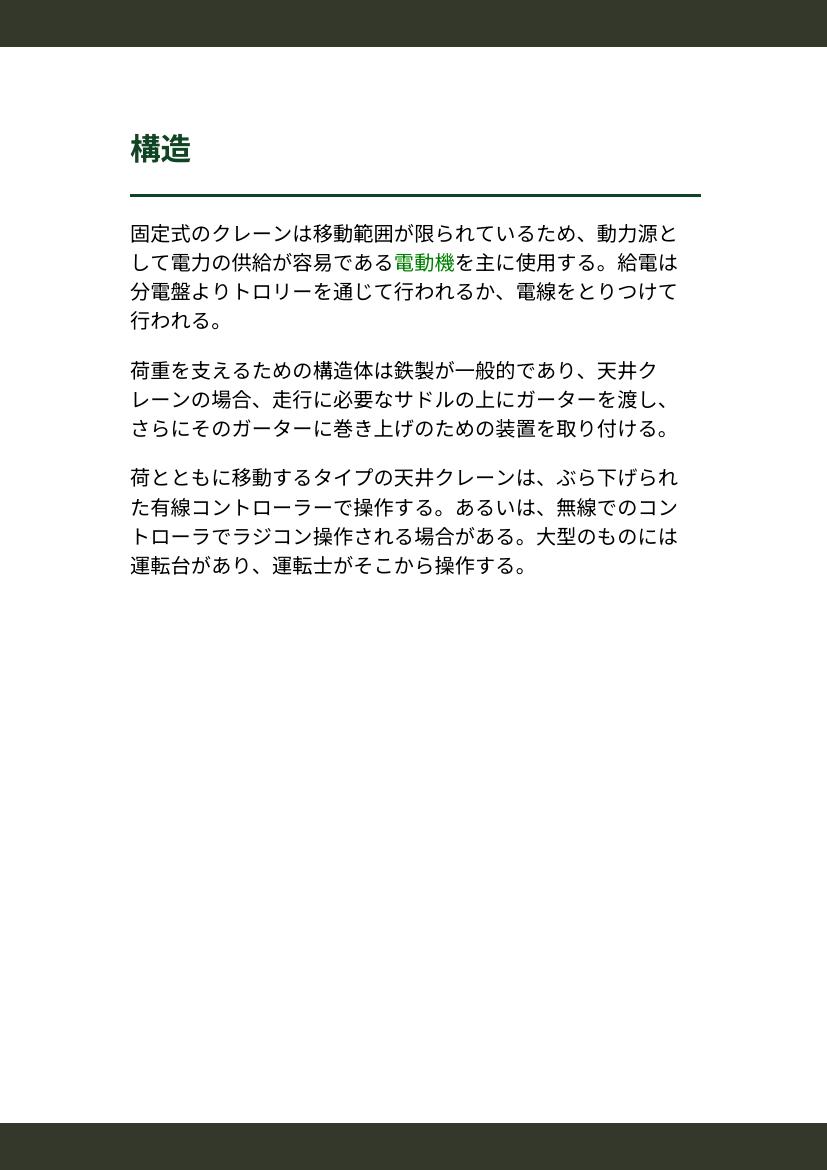 構造
固定式のクレーンは移動範囲が限られているため、動力源と
して電力の供給が容易である電動機を主に使用する。給電は
分電盤よりトロリーを通じて行われるか、電線をとりつけて
行われる。
荷重を支えるための構造体は鉄製が一般的であり、天井ク
レーンの場合、走行に必要なサドルの上にガーターを渡し、
さらにそのガーターに巻き上げのための装置を取り付ける。
荷とともに移動するタイプの天井クレーンは、ぶら下げられ
た有線コントローラーで操作する。あるいは、無線でのコン
トローラでラジコン操作される場合がある。大型のものには
運転台があり、運転士がそこから操作する。